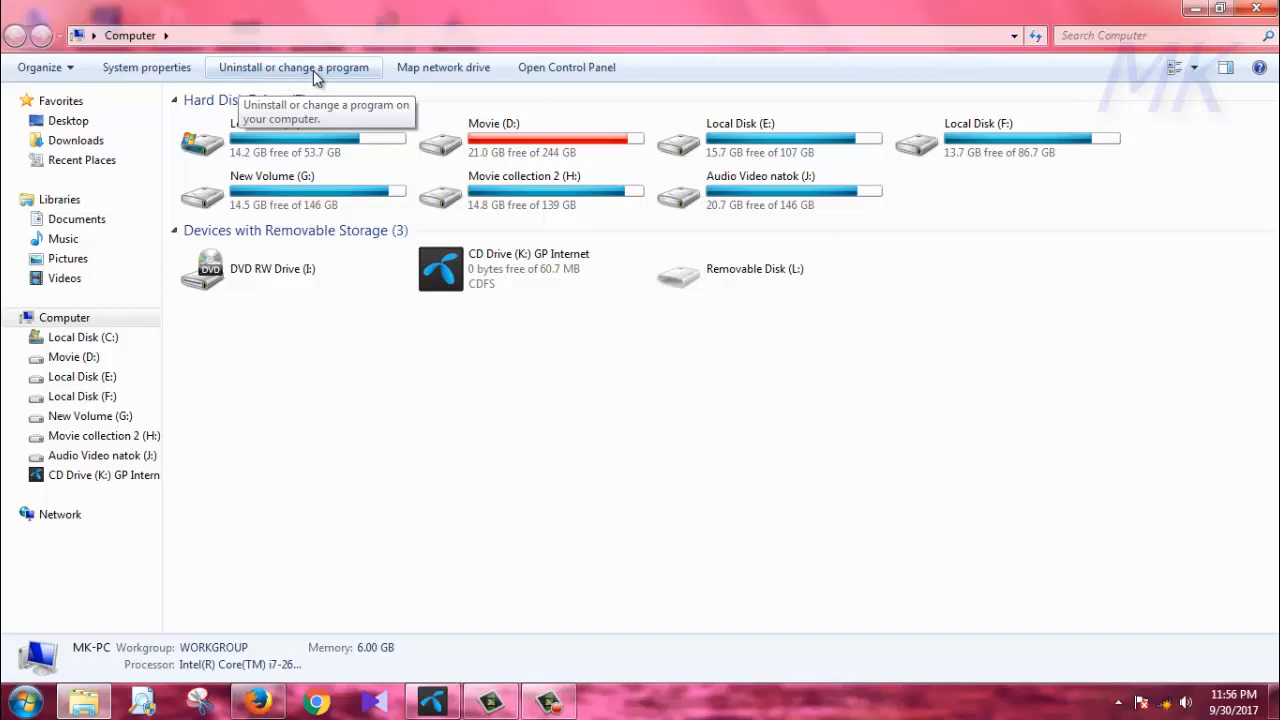 Computer
Search Computer
Organize
System properties
Uninstall or change a program
Map network drive
Open Control Panel
MK
Favorites
Desktop
Downloads
Recent Places
Libraries
Documents
Music
Pictures
Videos
Computer
Local Disk (C:)
Movie (D:)
Local Disk (E:)
Local Disk (F:)
New Volume (G:)
Movie collection 2 (H:)
Audio Video natok (J:)
CD Drive (K:) GP Intern
Network
Hard Dis
Uninstall or change a program on
your computer.
14.2 GB free of 53.7 GB
Movie (D:)
21.0 GB free of 244 GB
Local Disk (E:)
15.7 GB free of 107 GB
Local Disk (F:)
13.7 GB free of 86.7 GB
New Volume (G:)
14.5 GB free of 146 GB
Movie collection 2 (H:)
14.8 GB free of 139 GB
Audio Video natok (J:)
20.7 GB free of 146 GB
Devices with Removable Storage (3)
DVD
DVD RW Drive (I:)
CD Drive (K:) GP Internet
0 bytes free of 60.7 MB
CDFS
Removable Disk (L:)
MK-PC Workgroup: WORKGROUP Memory: 6.00 GB
Processor: Intel(R) Core(TM) i7-26...
11:56 PM
9/30/2017